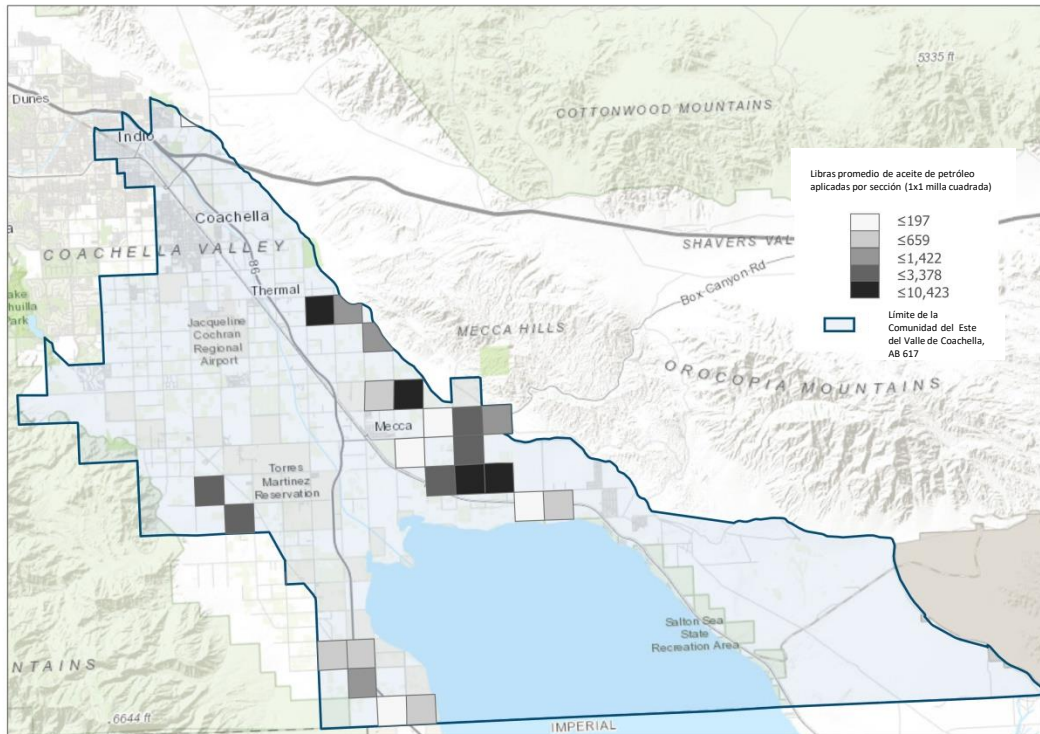 5335 ft
Dunes
COTTONWOOD MOUNTAINS
Indio
Libras promedio de aceite de petróleo
aplicadas por sección (1x1 milla cuadrada)
≤197
≤659
≤1,422
≤3,378
≤10,423
Límite de la
Comunidad del Este
del Valle de Coachella,
AB 617
Coachella
a
COACHELLA VALLEY
SHAVERS VAL
86
Box-Canyon Rd
Thermal
ake
huilla
Park
Jacqueline
Cochran
Regional
Airport
MECCA HILLS
OROCOPIA MOUNTAINS
Mecca
Torres
Martinez
Reservation
Salton Sea
State
Recreation Area
NTAINS
6644 ft
IMPERIAL